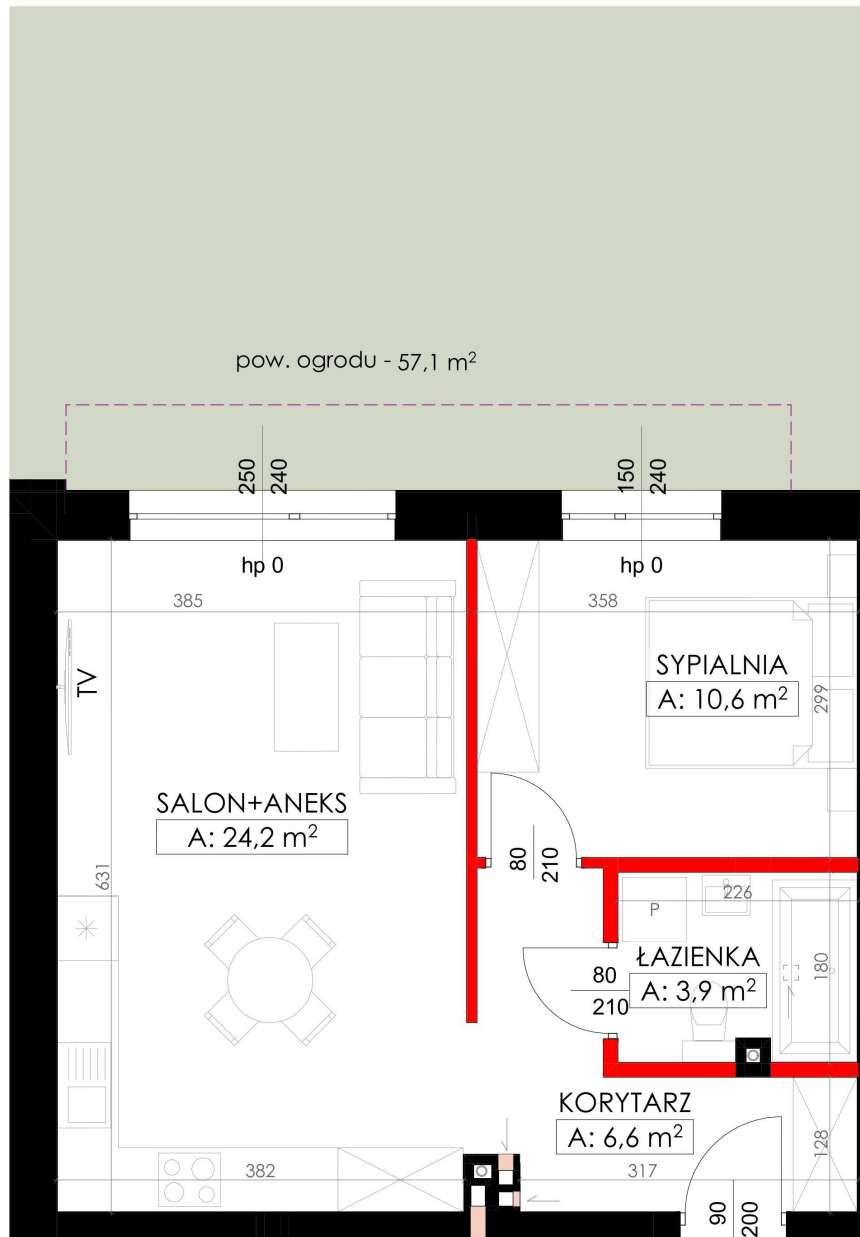 pow. ogrodu - 57,1 m²
250
240
150
240
hp 0
hp 0
385
358
TV
SYPIALNIA
A: 10,6 m²
299
SALON+ANEKS
A: 24,2 m²
631
80
210
226
P
ŁAZIENKA
A: 3,9 m²
180
80
210
KORYTARZ
A: 6,6 m²
128
382
317
90
200